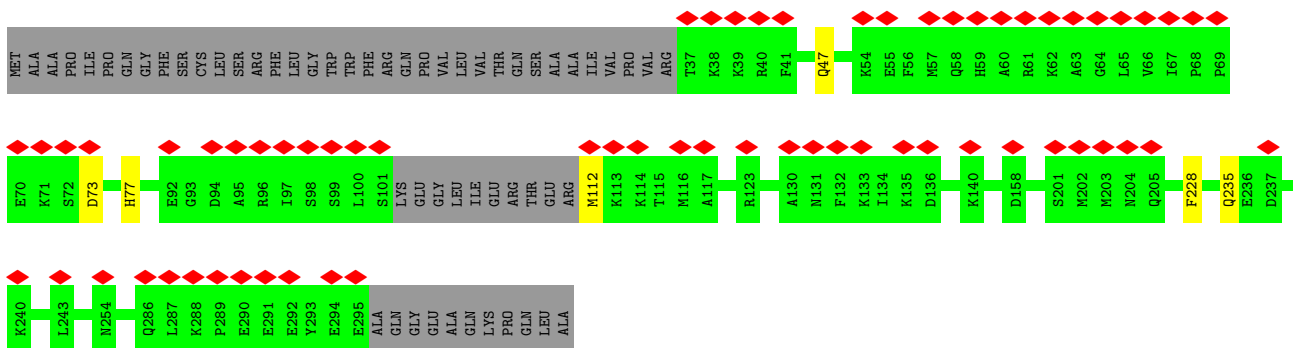 MET ALA ALA PRO ILE PRO GLN GLY PHE SER CYS LEU SER ARG PHE LEU GLY TRP TRP PHE ARG GLN PRO VAL LEU VAL THR GLN SER ALA ALA ILE VAL PRO VAL ARG T37 K38 K39 R40 F41 Q47 K54 E55 F56 M57 Q58 H59 A60 R61 K62 A63 G64 L65 V66 I67 P68 P69
E70 K71 S72 D73 H77 E92 G93 D94 A95 R96 I97 S98 S99 L100 S101 LYS GLU GLY LEU ILE GLU ARG THR GLU ARG M112 K113 K114 T115 M116 A117 R123 A130 N131 F132 K133 I134 K135 D136 K140 D158 S201 M202 M203 N204 Q205 F228 Q235 E236 D237
K240 L243 N254 Q286 L287 K288 P289 E290 E291 E292 Y293 E294 E295 ALA GLN GLY GLU ALA GLN LYS PRO GLN LEU ALA